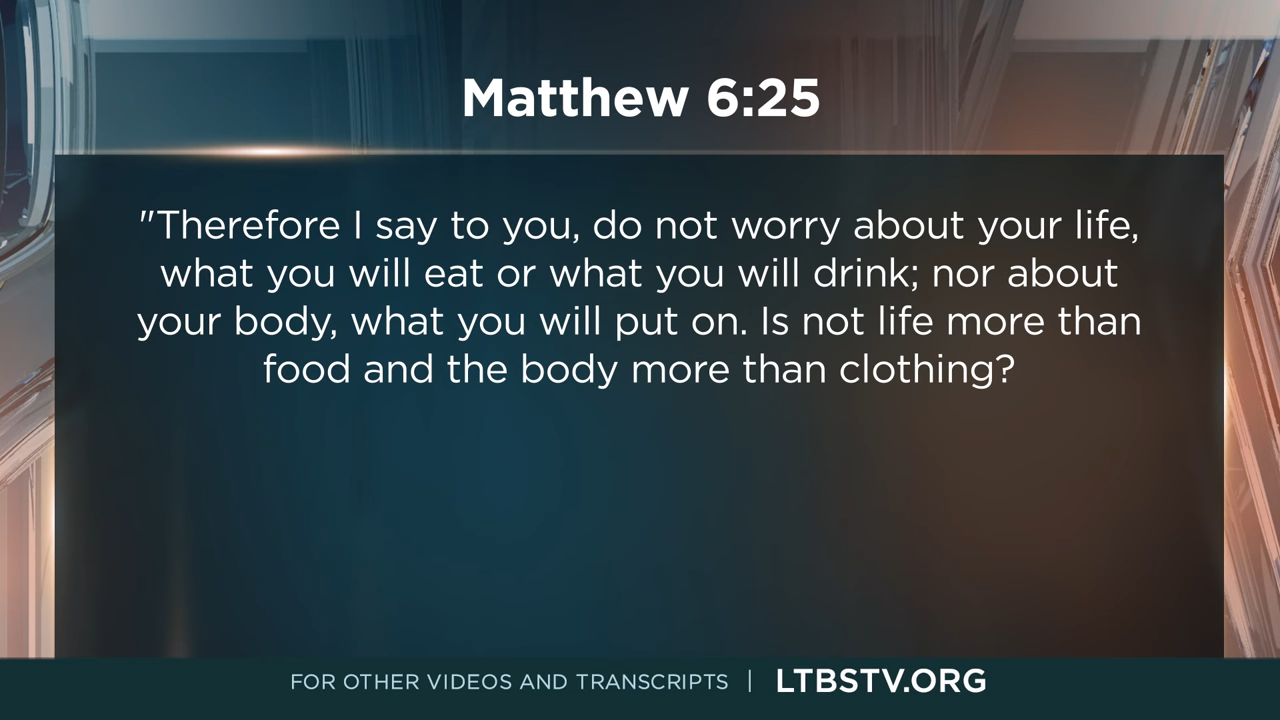 Matthew 6:25
"Therefore I say to you, do not worry about your life,
what you will eat or what you will drink; nor about
your body, what you will put on. Is not life more than
food and the body more than clothing?
FOR OTHER VIDEOS AND TRANSCRIPTS | LTBSTV.ORG